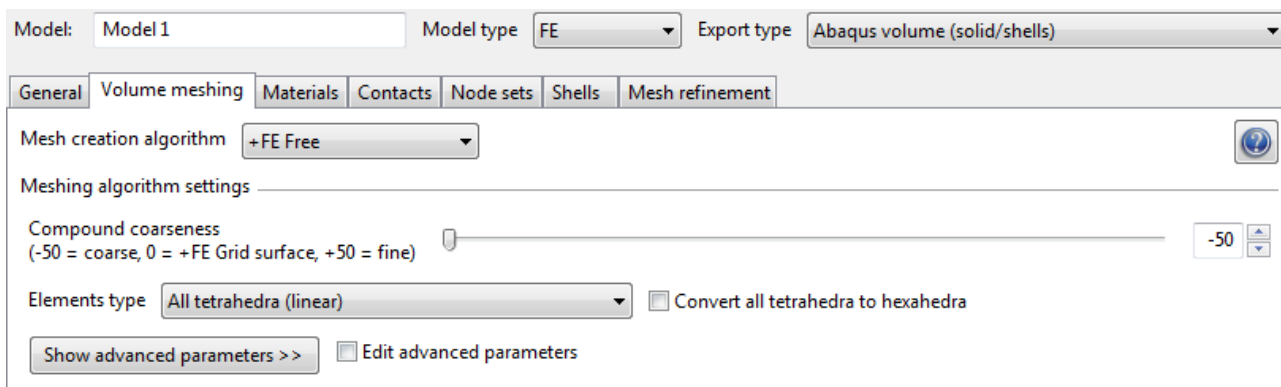 Model: Model 1 Model type FE Export type Abaqus volume (solid/shells)
General Volume meshing Materials Contacts Node sets Shells Mesh refinement
Mesh creation algorithm +FE Free ?
Meshing algorithm settings
Compound coarseness
(-50 = coarse, 0 = +FE Grid surface, +50 = fine) -50
Elements type All tetrahedra (linear) Convert all tetrahedra to hexahedra
Show advanced parameters >> Edit advanced parameters